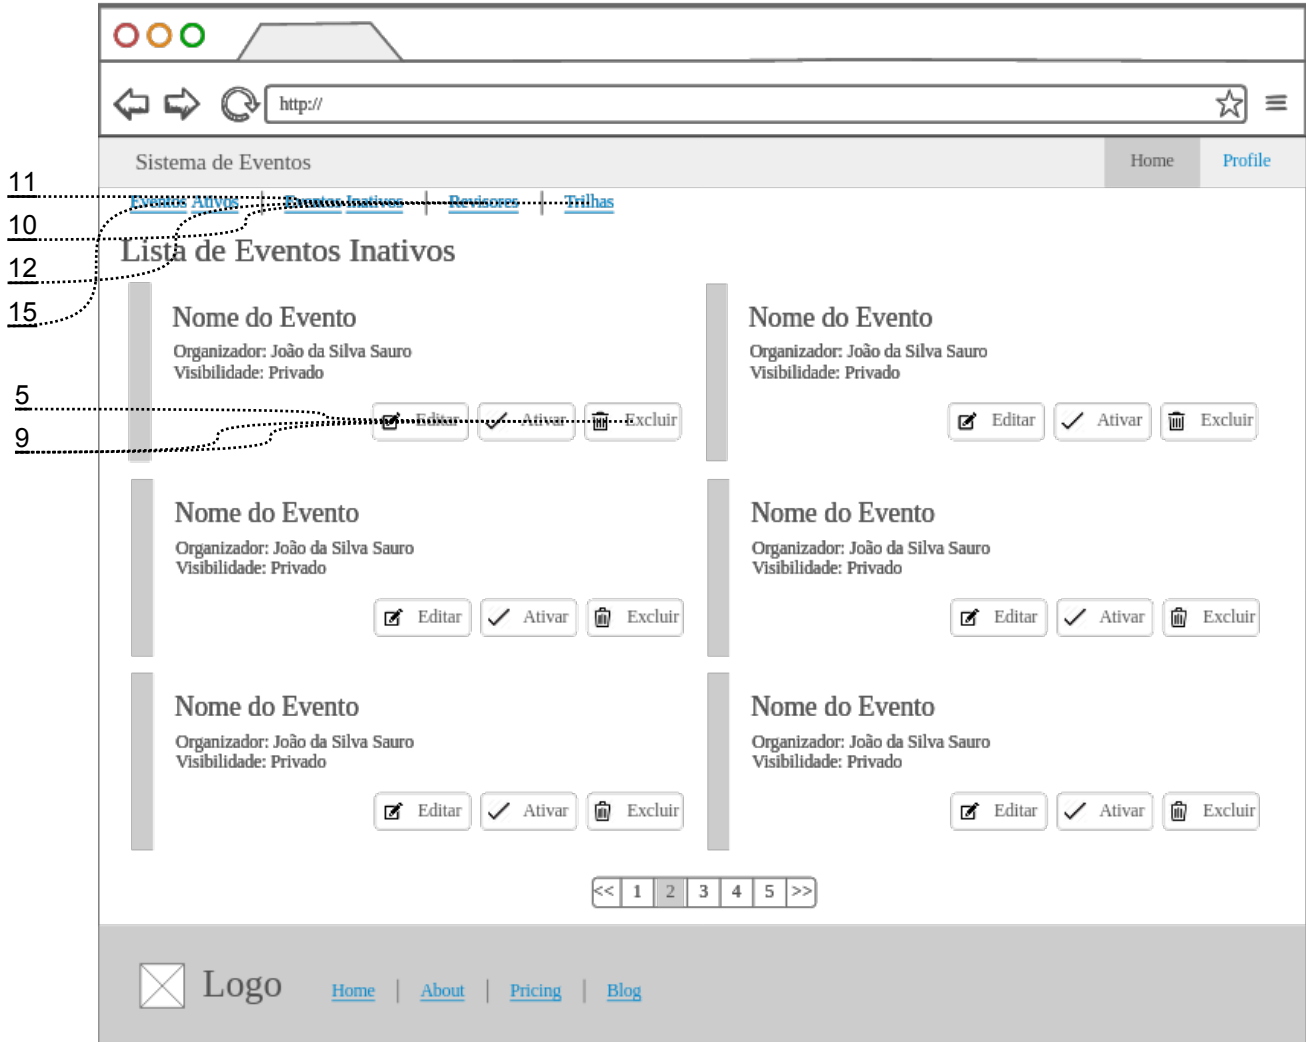 http://
Sistema de Eventos Home Profile
11
Eventos Ativos | Eventos Inativos | Revisores | Trilhas
10
Lista de Eventos Inativos
12
15
Nome do Evento Nome do Evento
Organizador: João da Silva Sauro Organizador: João da Silva Sauro
Visibilidade: Privado Visibilidade: Privado
5
Editar Ativar Excluir Editar Ativar Excluir
9
Nome do Evento Nome do Evento
Organizador: João da Silva Sauro Organizador: João da Silva Sauro
Visibilidade: Privado Visibilidade: Privado
Editar Ativar Excluir Editar Ativar Excluir
Nome do Evento Nome do Evento
Organizador: João da Silva Sauro Organizador: João da Silva Sauro
Visibilidade: Privado Visibilidade: Privado
Editar Ativar Excluir Editar Ativar Excluir
<< 1 2 3 4 5 >>
Logo Home | About | Pricing | Blog